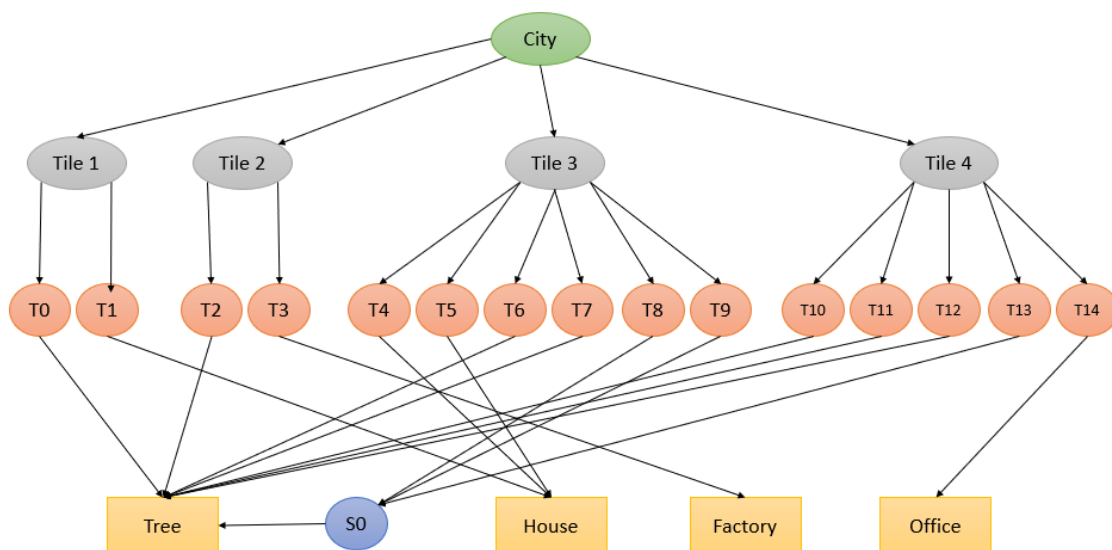 City
Tile 1
Tile 2
Tile 3
Tile 4
T0
T1
T2
T3
T4
T5
T6
T7
T8
T9
T10
T11
T12
T13
T14
Tree
S0
House
Factory
Office